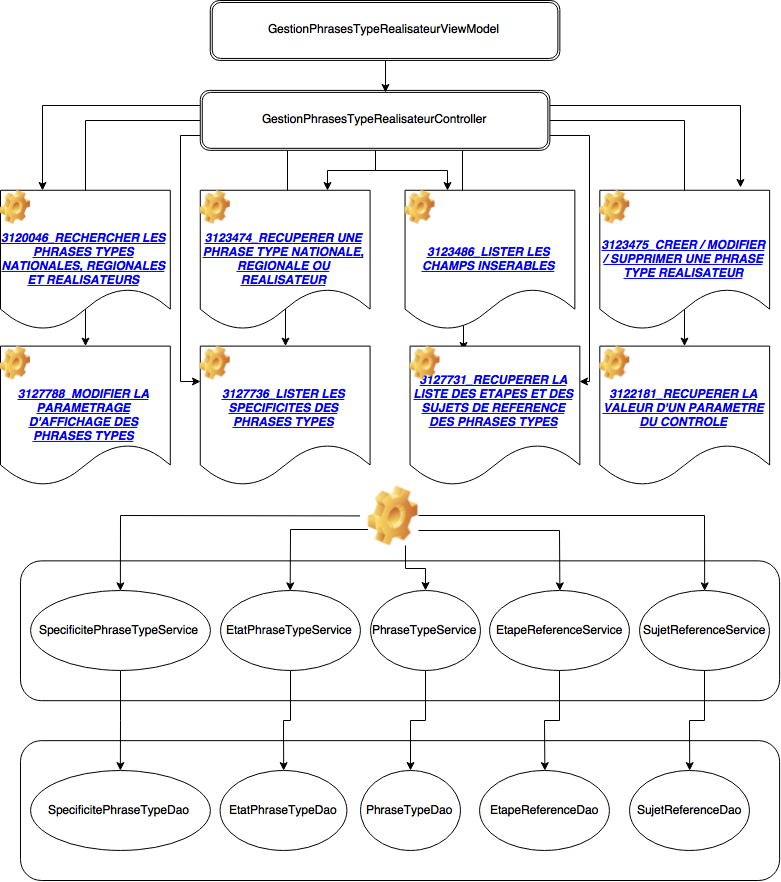 GestionPhrasesTypeRealisateurViewModel
GestionPhrasesTypeRealisateurController
3120046_RECHERCHER LES
PHRASES TYPES
NATIONALES, REGIONALES
ET REALISATEURS
3123474_RECUPERER UNE
PHRASE TYPE NATIONALE,
REGIONALE OU
REALISATEUR
3123486_LISTER LES
CHAMPS INSERABLES
3123475_CREER / MODIFIER
/ SUPPRIMER UNE PHRASE
TYPE REALISATEUR
3127788_MODIFIER LA
PARAMETRAGE
D'AFFICHAGE DES
PHRASES TYPES
3127736_LISTER LES
SPECIFICITES DES
PHRASES TYPES
3127731_RECUPERER LA
LISTE DES ETAPES ET DES
SUJETS DE REFERENCE
DES PHRASES TYPES
3122181_RECUPERER LA
VALEUR D'UN PARAMETRE
DU CONTROLE
SpecificitePhraseTypeService
EtatPhraseTypeService
PhraseTypeService
EtapeReferenceService
SujetReferenceService
SpecificitePhraseTypeDao
EtatPhraseTypeDao
PhraseTypeDao
EtapeReferenceDao
SujetReferenceDao